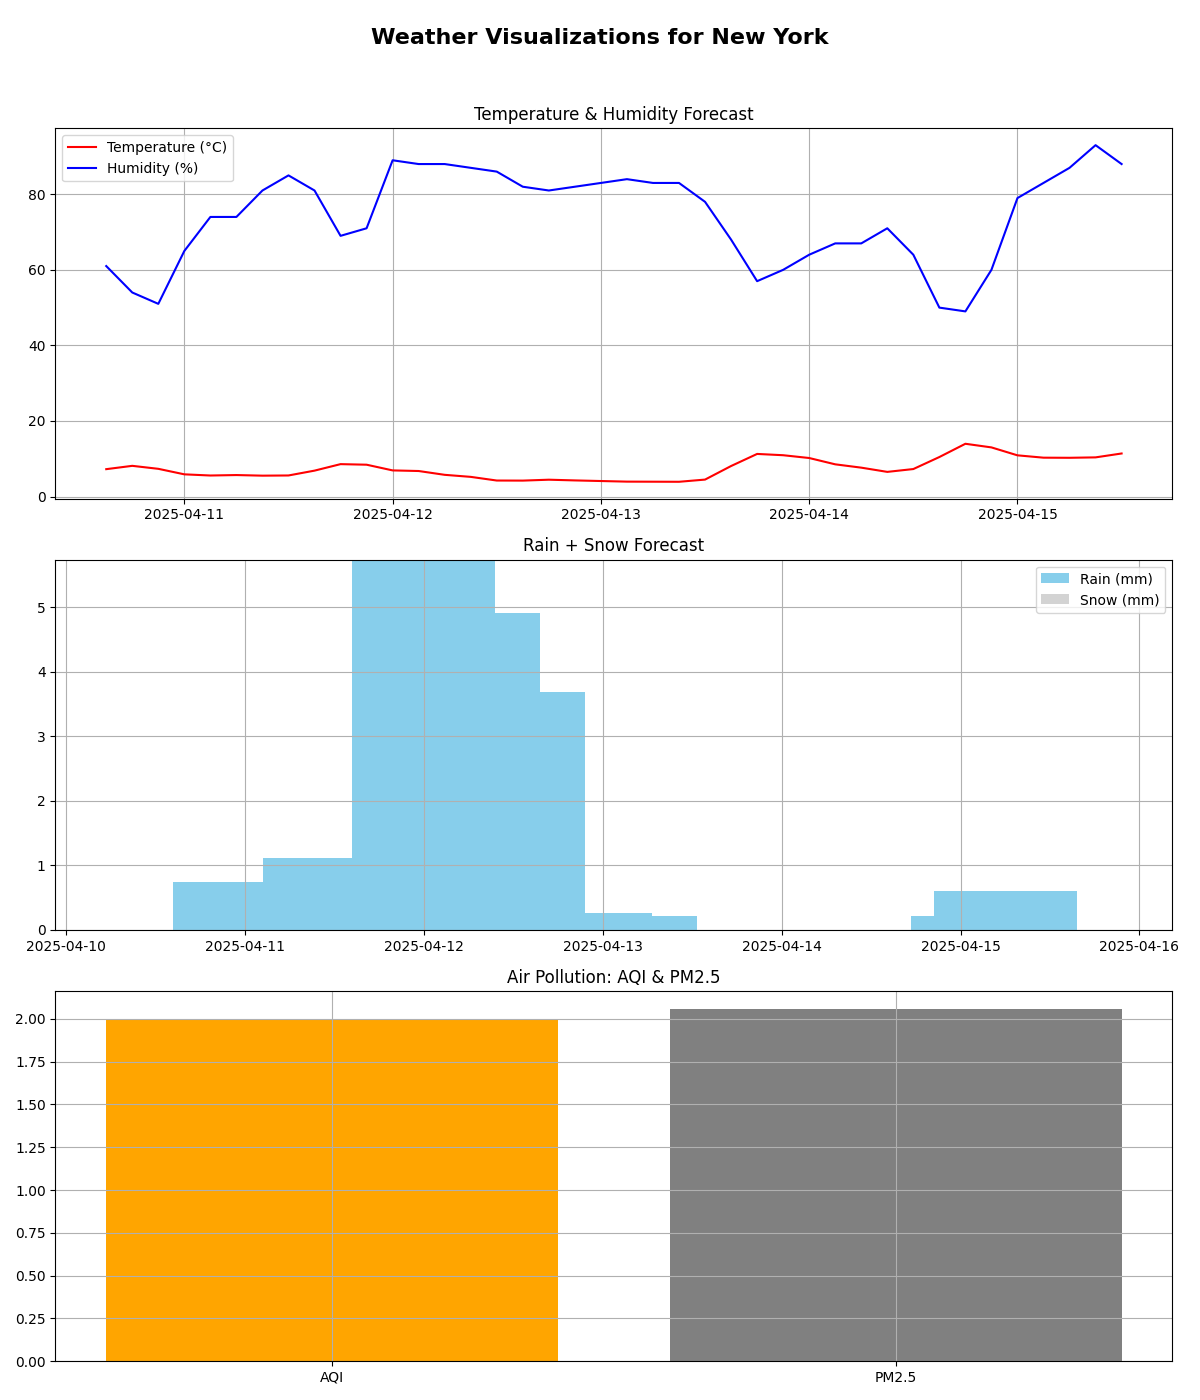 Weather Visualizations for New York
Temperature & Humidity Forecast
Temperature (°C)
Humidity (%)
80
60
40
20
0
2025-04-11 2025-04-12 2025-04-13 2025-04-14 2025-04-15
Rain + Snow Forecast
Rain (mm)
Snow (mm)
5
4
3
2
1
0
2025-04-10 2025-04-11 2025-04-12 2025-04-13 2025-04-14 2025-04-15 2025-04-16
Air Pollution: AQI & PM2.5
2.00
1.75
1.50
1.25
1.00
0.75
0.50
0.25
0.00
AQI PM2.5